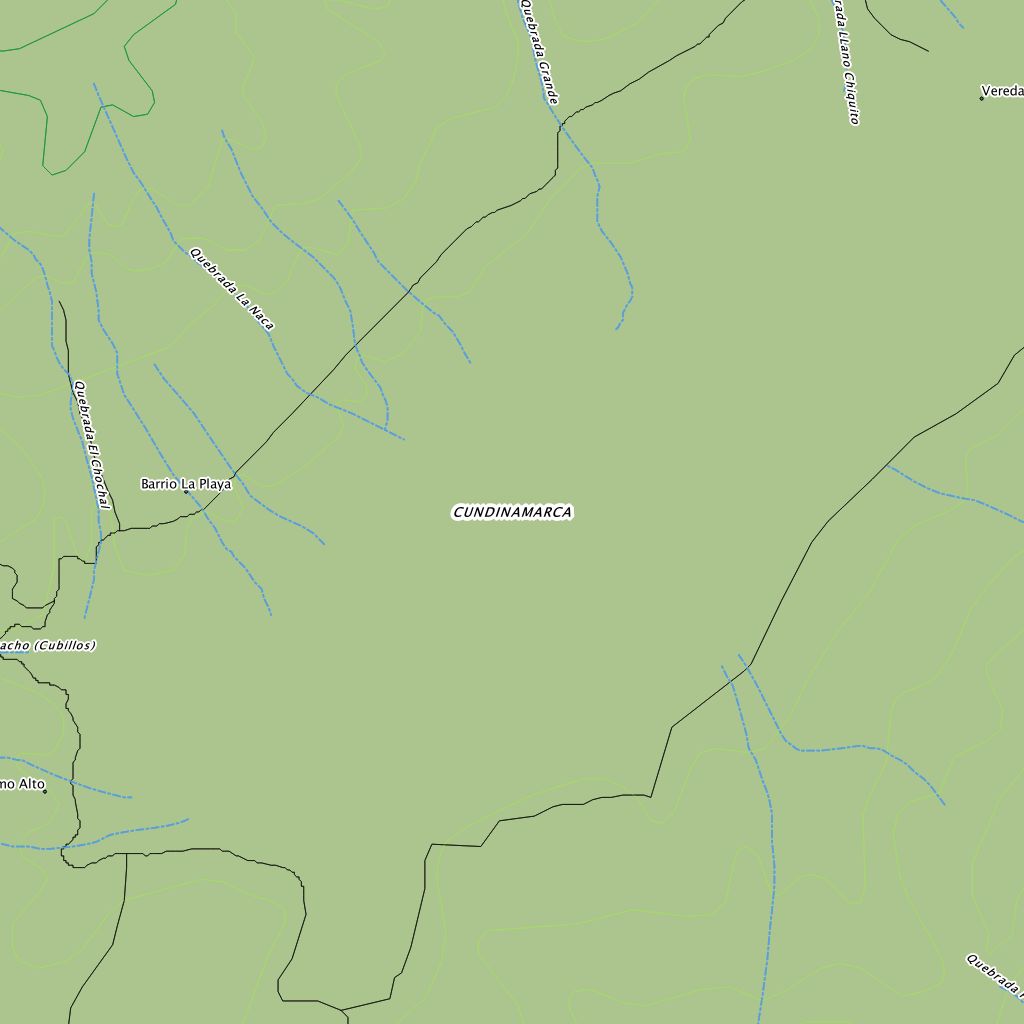 Quebrada Grande
rada LLano Chiquito
Vereda
Quebrada La Naca
Quebrada El Chochal
Barrio La Playa
CUNDINAMARCA
acho (Cubillos)
mo Alto
Quebrada